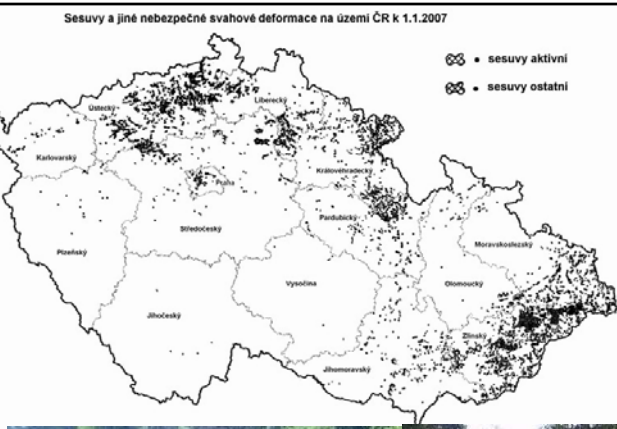 Sesuvy a jiné nebezpečné svahové deformace na území ČR k 1.1.2007
sesuvy aktivní
sesuvy ostatní
Ústecký
Liberecký
Karlovarský
Praha
Královéhradecký
Středočeský
Pardubický
Plzeňský
Moravskoslezský
Vysočina
Olomoucký
Jihočeský
Zlínský
Jihomoravský